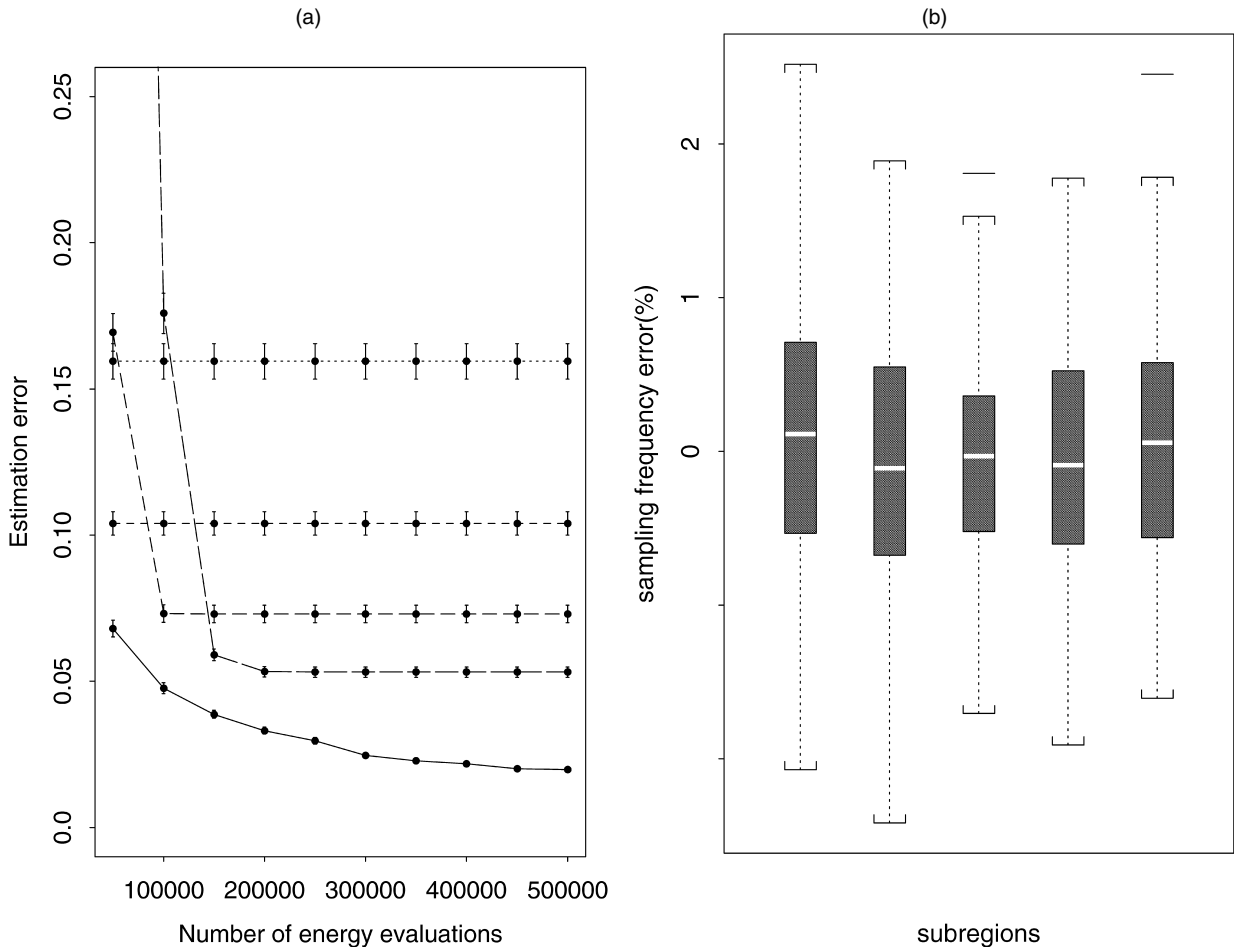 (a)
(b)
Estimation error
0.25
0.20
0.15
0.10
0.05
0.0
100000
200000
300000
400000
500000
Number of energy evaluations
sampling frequency error(%)
2
1
0
subregions